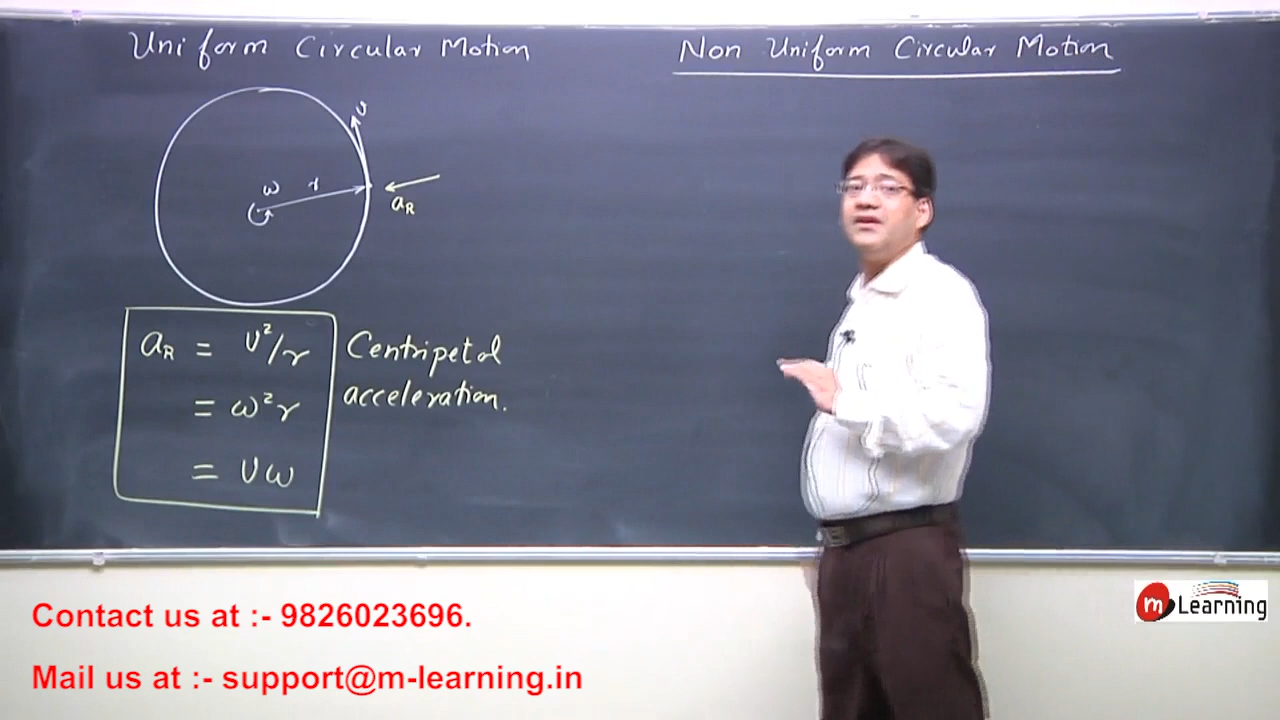 Uniform Circular Motion
Non Uniform Circular Motion
v
ω
r
aR
aR = v²/r
= ω²r
= vω
Centripetal
acceleration.
Contact us at :- 9826023696.
Mail us at :- support@m-learning.in
m Learning